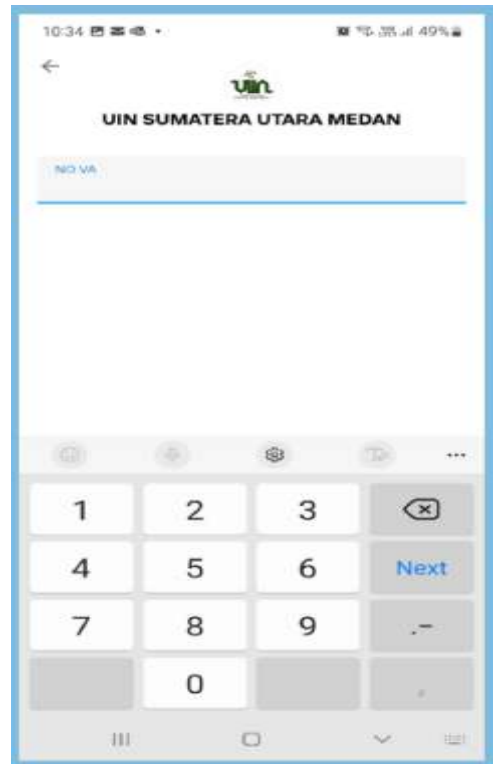 10:34
49%
UIN
UIN SUMATERA UTARA MEDAN
NO VA
1 2 3
4 5 6 Next
7 8 9 .-
0 ,